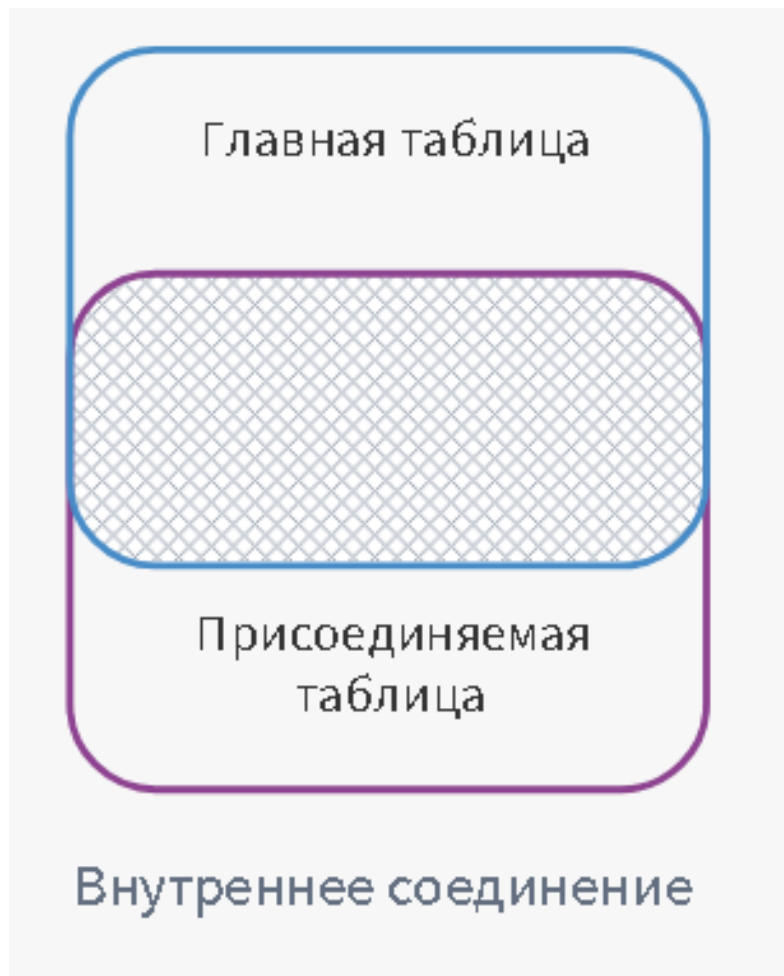 Главная таблица
Присоединяемая
таблица
Внутреннее соединение